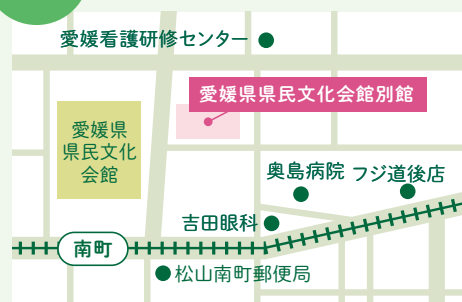 愛媛看護研修センター
愛媛県県民文化会館別館
愛媛県
県民文化
会館
奥島病院
フジ道後店
吉田眼科
南町
松山南町郵便局